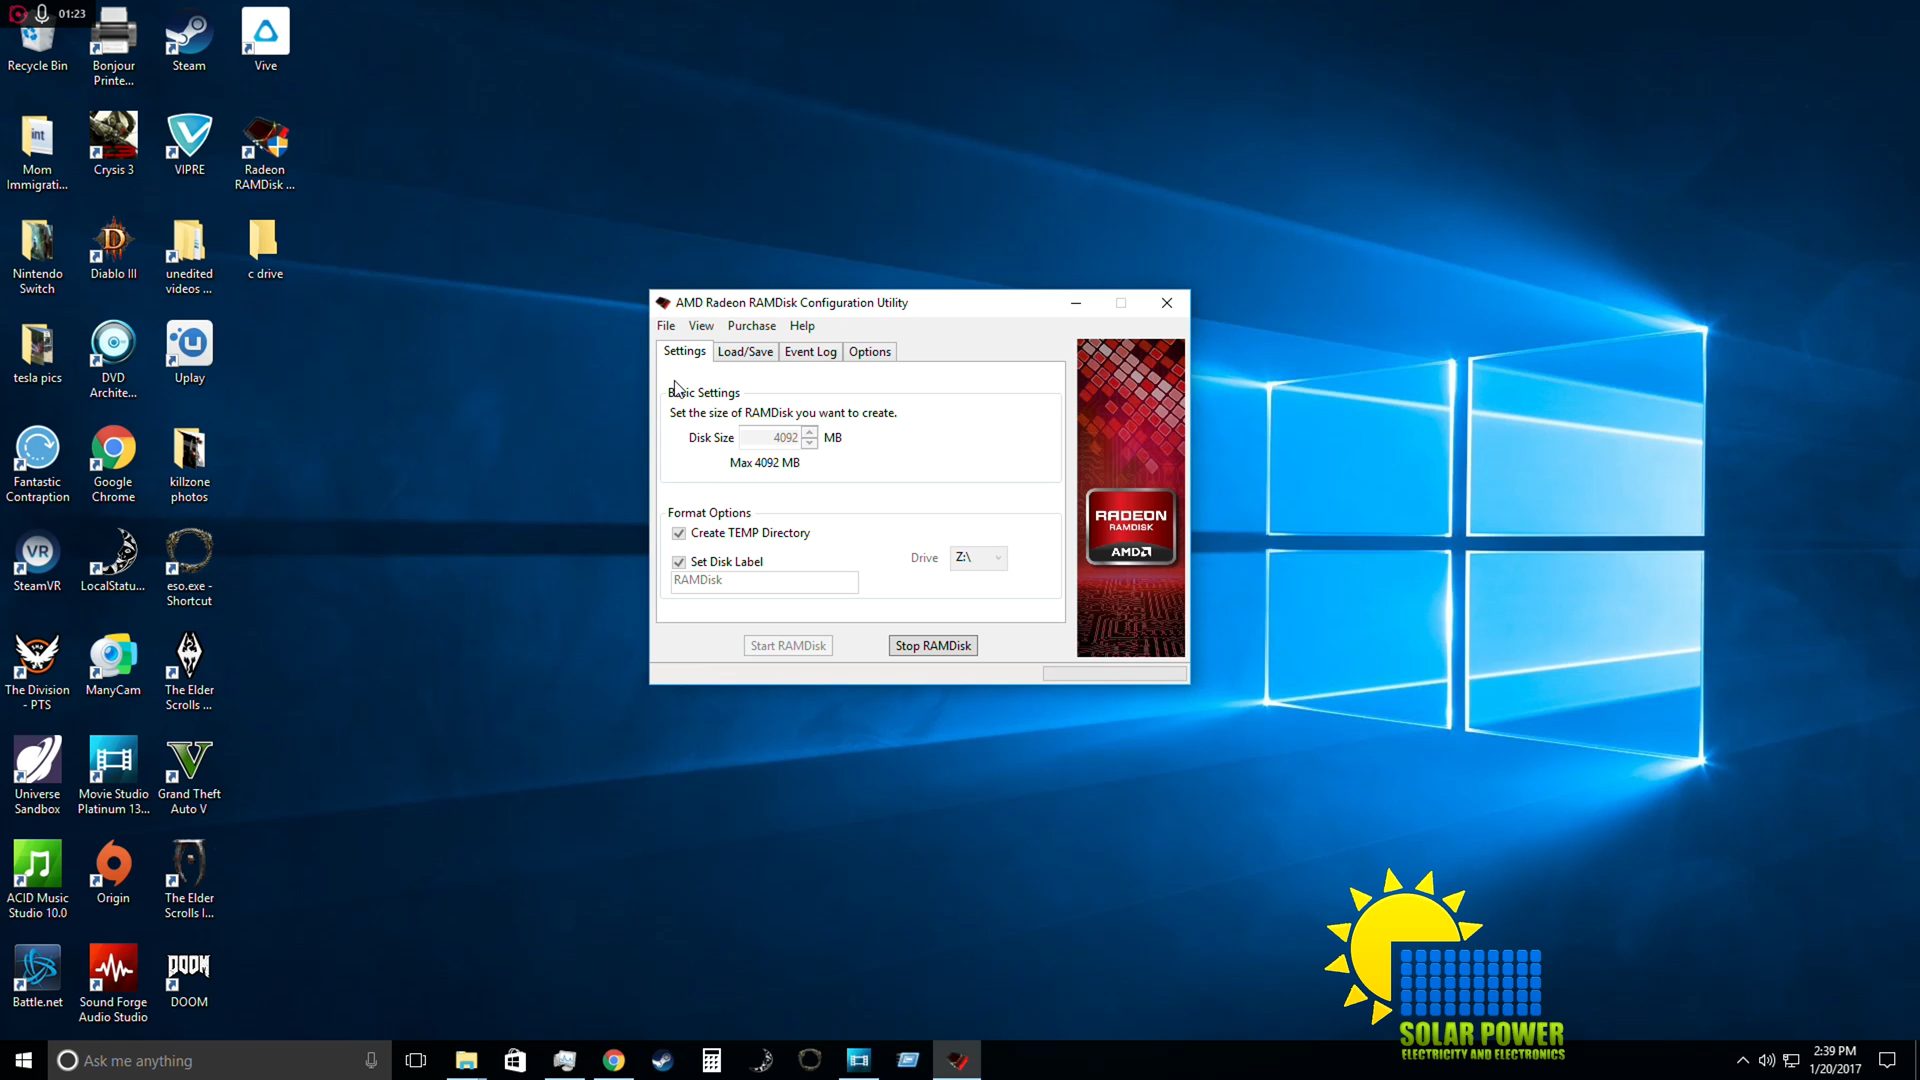 01:23
Recycle Bin
Bonjour
Printe...
Steam
Vive
int
Mom
Immigrati...
Crysis 3
VIPRE
Radeon
RAMDisk ...
Nintendo
Switch
Diablo III
unedited
videos ...
c drive
tesla pics
DVD
Archite...
Uplay
Fantastic
Contraption
Google
Chrome
killzone
photos
VR
SteamVR
LocalStatu...
eso.exe -
Shortcut
The Division
- PTS
ManyCam
The Elder
Scrolls ...
Universe
Sandbox
Movie Studio
Platinum 13...
Grand Theft
Auto V
ACID Music
Studio 10.0
Origin
The Elder
Scrolls I...
Battle.net
Sound Forge
Audio Studio
DOOM
DOOM
AMD Radeon RAMDisk Configuration Utility
File View Purchase Help
Settings Load/Save Event Log Options
Basic Settings
Set the size of RAMDisk you want to create.
Disk Size 4092 MB
Max 4092 MB
Format Options
Create TEMP Directory
Set Disk Label
Drive Z:\
RAMDisk
Start RAMDisk Stop RAMDisk
RADEON
RAMDISK
AMD
SOLAR POWER
ELECTRICITY AND ELECTRONICS
Ask me anything
2:39 PM
1/20/2017